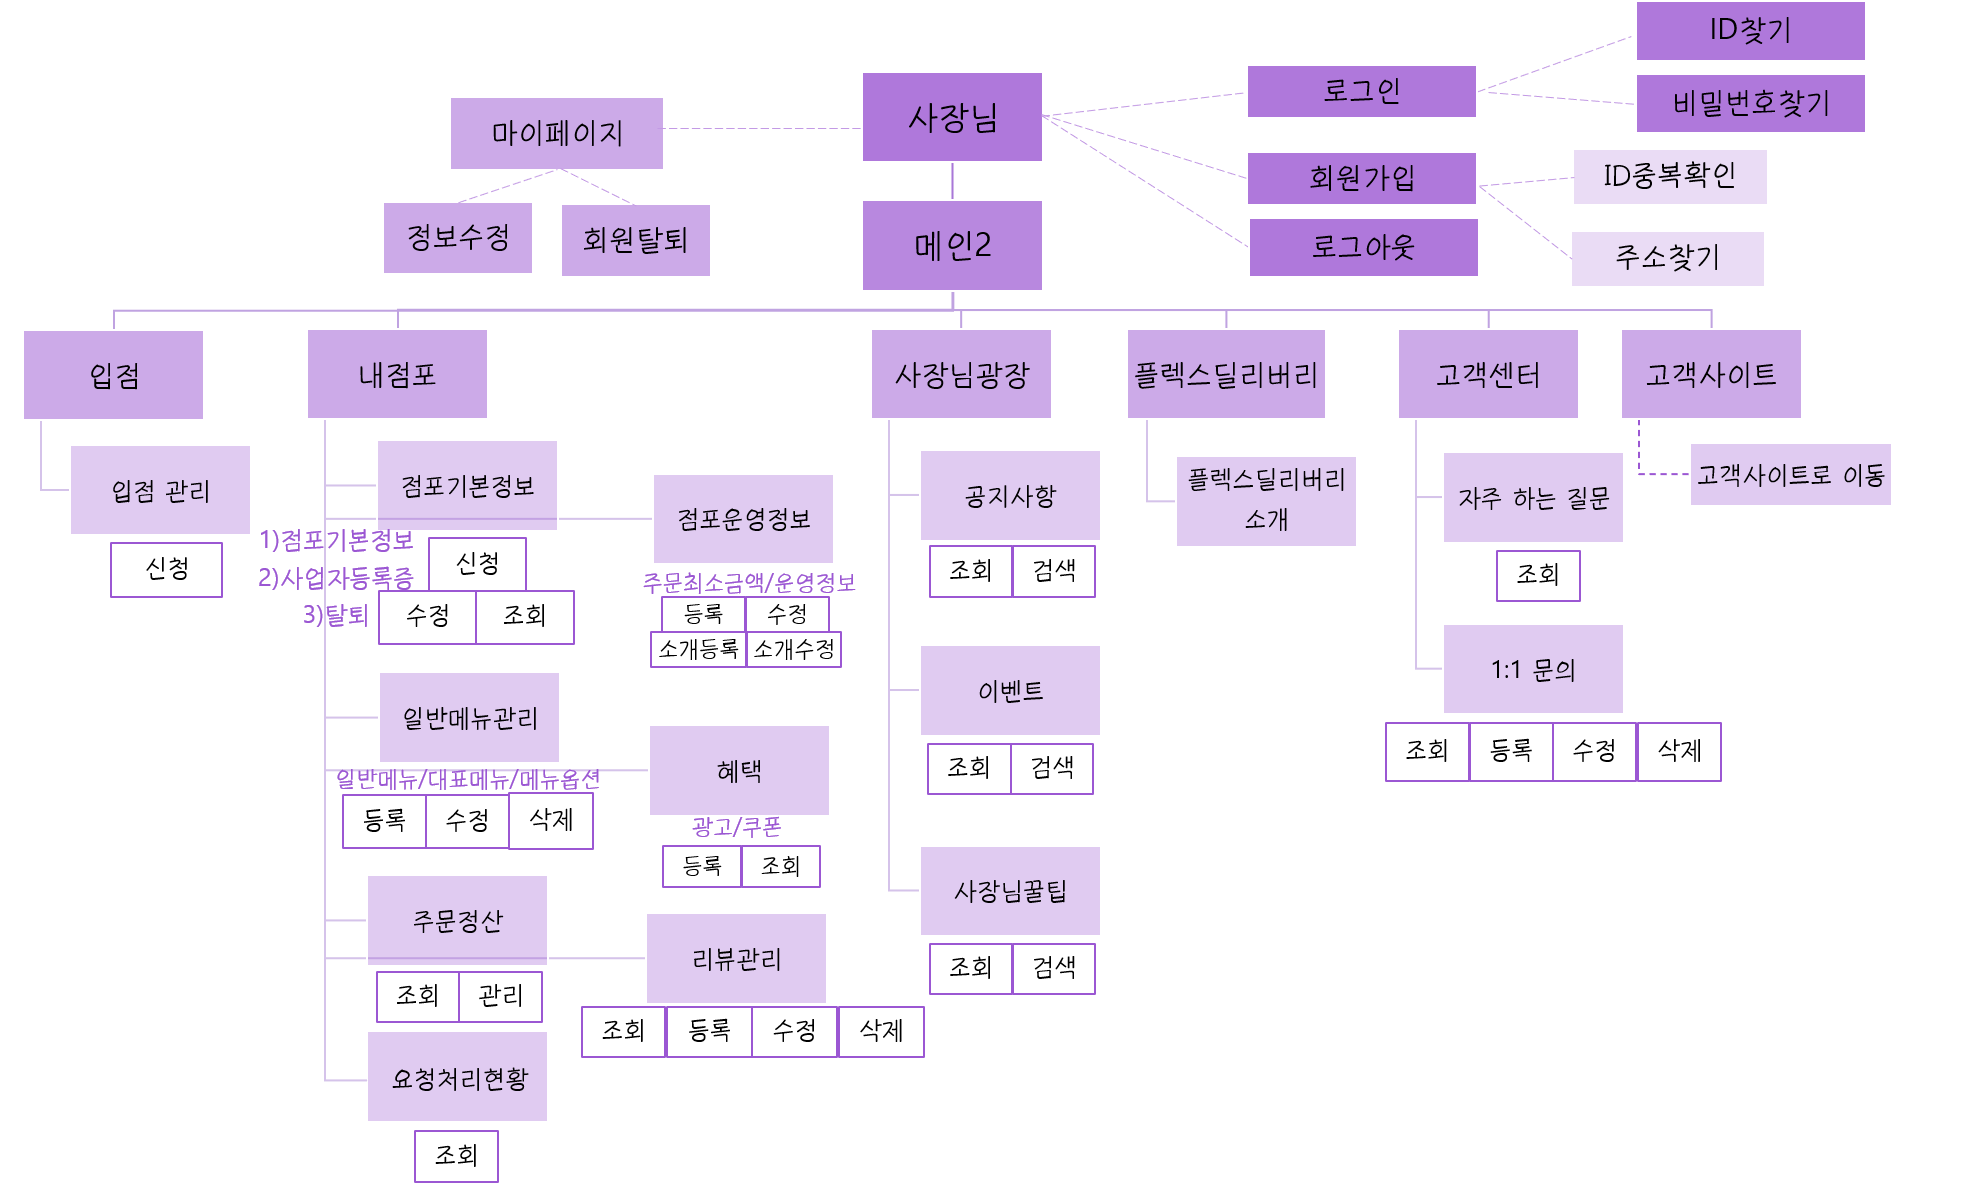 사장님
메인2
마이페이지
정보수정
회원탈퇴
로그인
ID찾기
비밀번호찾기
회원가입
ID중복확인
주소찾기
로그아웃
입점
입점 관리
신청
내점포
점포기본정보
1)점포기본정보
2)사업자등록증
3)탈퇴
신청
수정
조회
점포운영정보
주문최소금액/운영정보
등록
수정
소개등록
소개수정
일반메뉴관리
일반메뉴/대표메뉴/메뉴옵션
등록
수정
삭제
혜택
광고/쿠폰
등록
조회
주문정산
조회
관리
리뷰관리
조회
등록
수정
삭제
요청처리현황
조회
사장님광장
공지사항
조회
검색
이벤트
조회
검색
사장님꿀팁
조회
검색
플렉스딜리버리
플렉스딜리버리
소개
고객센터
자주 하는 질문
조회
1:1 문의
조회
등록
수정
삭제
고객사이트
고객사이트로 이동